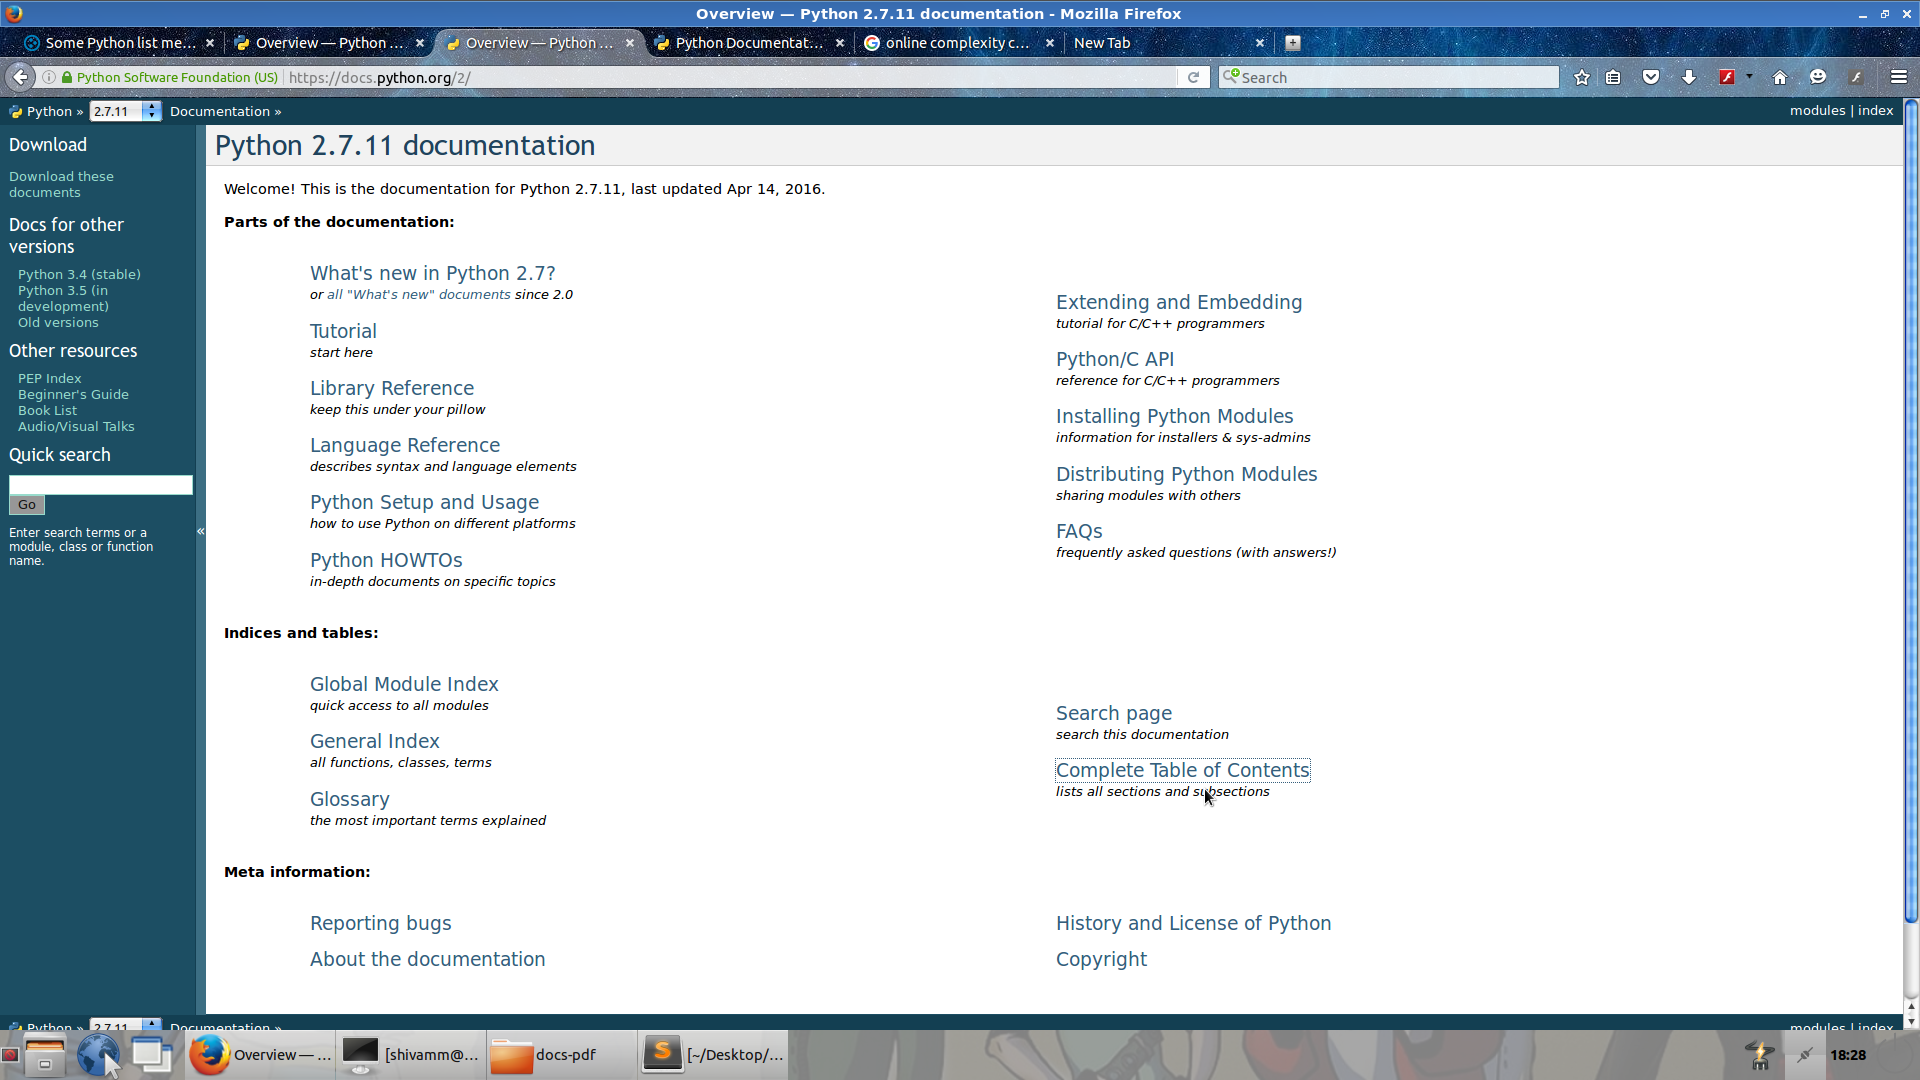 Overview — Python 2.7.11 documentation - Mozilla Firefox
Some Python list me... × Overview — Python ... × Overview — Python ... × Python Documentat... × online complexity c... × New Tab ×
Python Software Foundation (US) https://docs.python.org/2/ Search
Python » 2.7.11 Documentation » modules | index
Download
Download these
documents
Docs for other
versions
Python 3.4 (stable)
Python 3.5 (in
development)
Old versions
Other resources
PEP Index
Beginner's Guide
Book List
Audio/Visual Talks
Quick search
Go
Enter search terms or a
module, class or function
name.
«
Python 2.7.11 documentation
Welcome! This is the documentation for Python 2.7.11, last updated Apr 14, 2016.
Parts of the documentation:
What's new in Python 2.7?
or all "What's new" documents since 2.0
Tutorial
start here
Library Reference
keep this under your pillow
Language Reference
describes syntax and language elements
Python Setup and Usage
how to use Python on different platforms
Python HOWTOs
in-depth documents on specific topics
Extending and Embedding
tutorial for C/C++ programmers
Python/C API
reference for C/C++ programmers
Installing Python Modules
information for installers & sys-admins
Distributing Python Modules
sharing modules with others
FAQs
frequently asked questions (with answers!)
Indices and tables:
Global Module Index
quick access to all modules
General Index
all functions, classes, terms
Glossary
the most important terms explained
Search page
search this documentation
Complete Table of Contents
lists all sections and subsections
Meta information:
Reporting bugs
About the documentation
History and License of Python
Copyright
Python » 2.7.11 Documentation » modules | index
Overview — ... [shivamm@... docs-pdf [~/Desktop/... 18:28